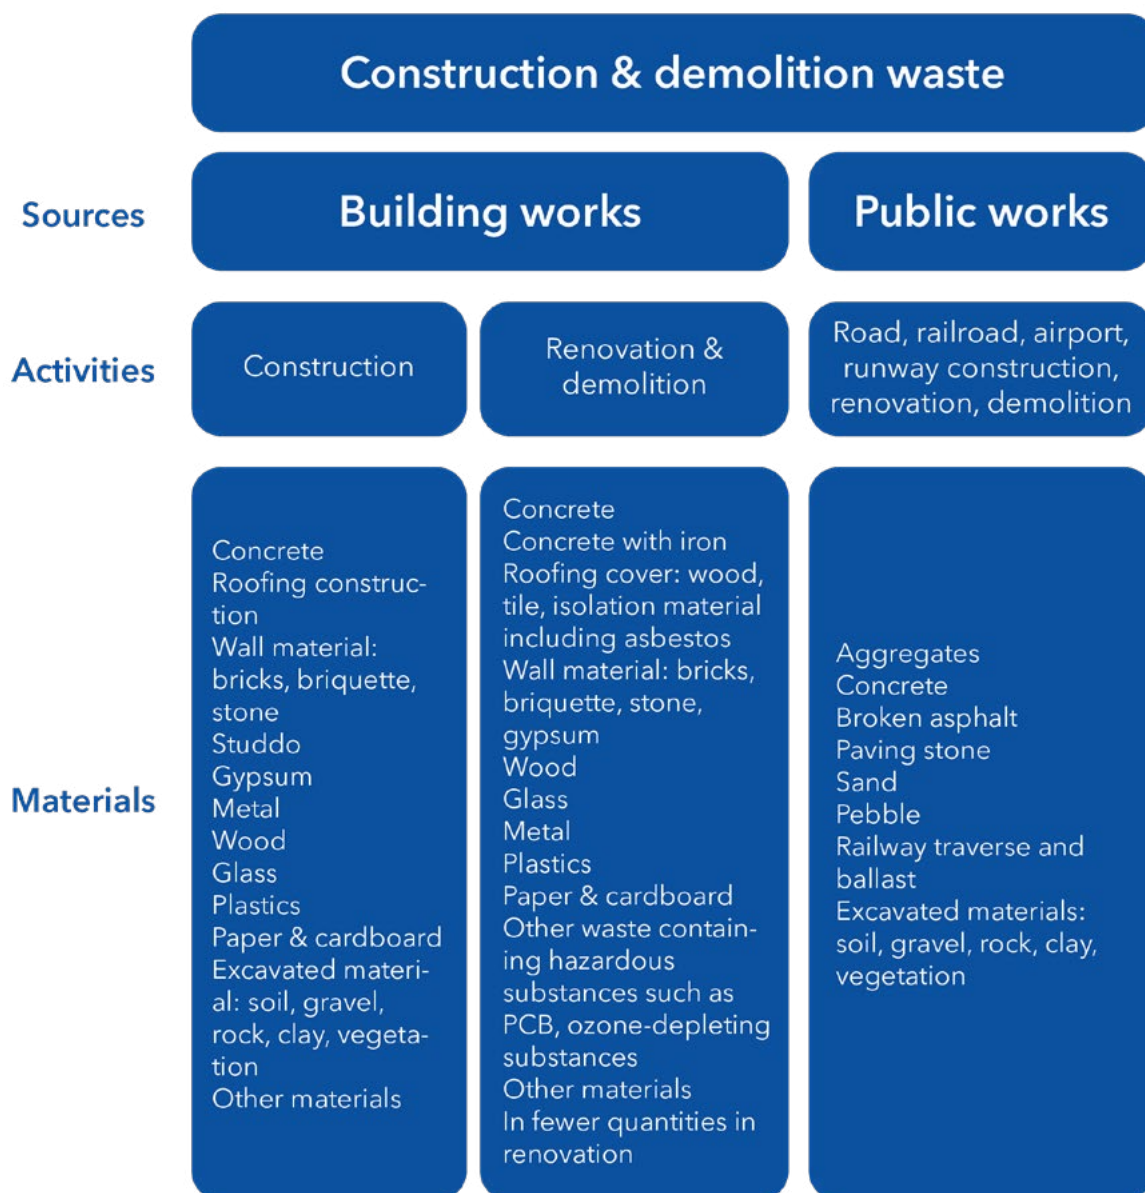 Construction & demolition waste
Sources
Building works
Public works
Activities
Construction
Renovation &
demolition
Road, railroad, airport,
runway construction,
renovation, demolition
Materials
Concrete
Roofing construc-
tion
Wall material:
bricks, briquette,
stone
Studdo
Gypsum
Metal
Wood
Glass
Plastics
Paper & cardboard
Excavated materi-
al: soil, gravel,
rock, clay, vegeta-
tion
Other materials
Concrete
Concrete with iron
Roofing cover: wood,
tile, isolation material
including asbestos
Wall material: bricks,
briquette, stone,
gypsum
Wood
Glass
Metal
Plastics
Paper & cardboard
Other waste contain-
ing hazardous
substances such as
PCB, ozone-depleting
substances
Other materials
In fewer quantities in
renovation
Aggregates
Concrete
Broken asphalt
Paving stone
Sand
Pebble
Railway traverse and
ballast
Excavated materials:
soil, gravel, rock, clay,
vegetation